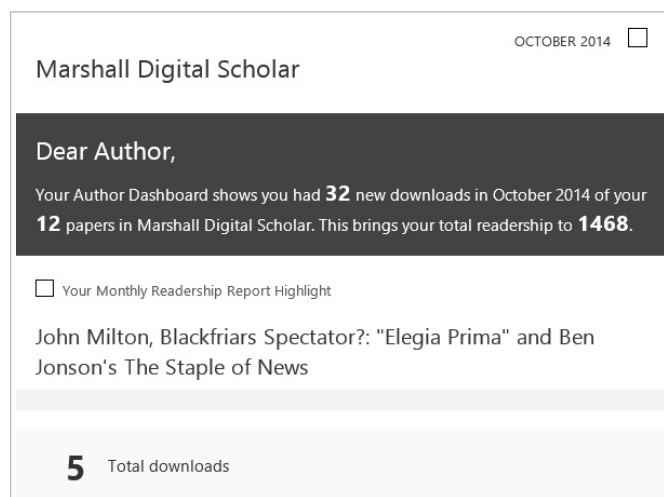 OCTOBER 2014
Marshall Digital Scholar
Dear Author,
Your Author Dashboard shows you had 32 new downloads in October 2014 of your
12 papers in Marshall Digital Scholar. This brings your total readership to 1468.
Your Monthly Readership Report Highlight
John Milton, Blackfriars Spectator?: "Elegia Prima" and Ben
Jonson's The Staple of News
5 Total downloads